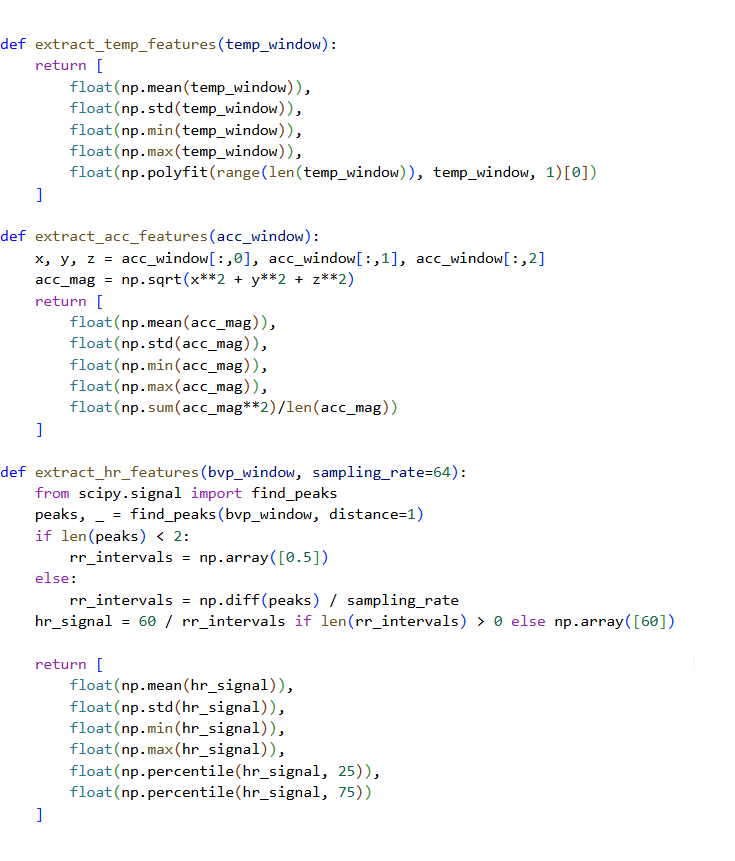 def extract_temp_features(temp_window):
    return [
        float(np.mean(temp_window)),
        float(np.std(temp_window)),
        float(np.min(temp_window)),
        float(np.max(temp_window)),
        float(np.polyfit(range(len(temp_window)), temp_window, 1)[0])
    ]

def extract_acc_features(acc_window):
    x, y, z = acc_window[:,0], acc_window[:,1], acc_window[:,2]
    acc_mag = np.sqrt(x**2 + y**2 + z**2)
    return [
        float(np.mean(acc_mag)),
        float(np.std(acc_mag)),
        float(np.min(acc_mag)),
        float(np.max(acc_mag)),
        float(np.sum(acc_mag**2)/len(acc_mag))
    ]

def extract_hr_features(bvp_window, sampling_rate=64):
    from scipy.signal import find_peaks
    peaks, _ = find_peaks(bvp_window, distance=1)
    if len(peaks) < 2:
        rr_intervals = np.array([0.5])
    else:
        rr_intervals = np.diff(peaks) / sampling_rate
    hr_signal = 60 / rr_intervals if len(rr_intervals) > 0 else np.array([60])

    return [
        float(np.mean(hr_signal)),
        float(np.std(hr_signal)),
        float(np.min(hr_signal)),
        float(np.max(hr_signal)),
        float(np.percentile(hr_signal, 25)),
        float(np.percentile(hr_signal, 75))
    ]